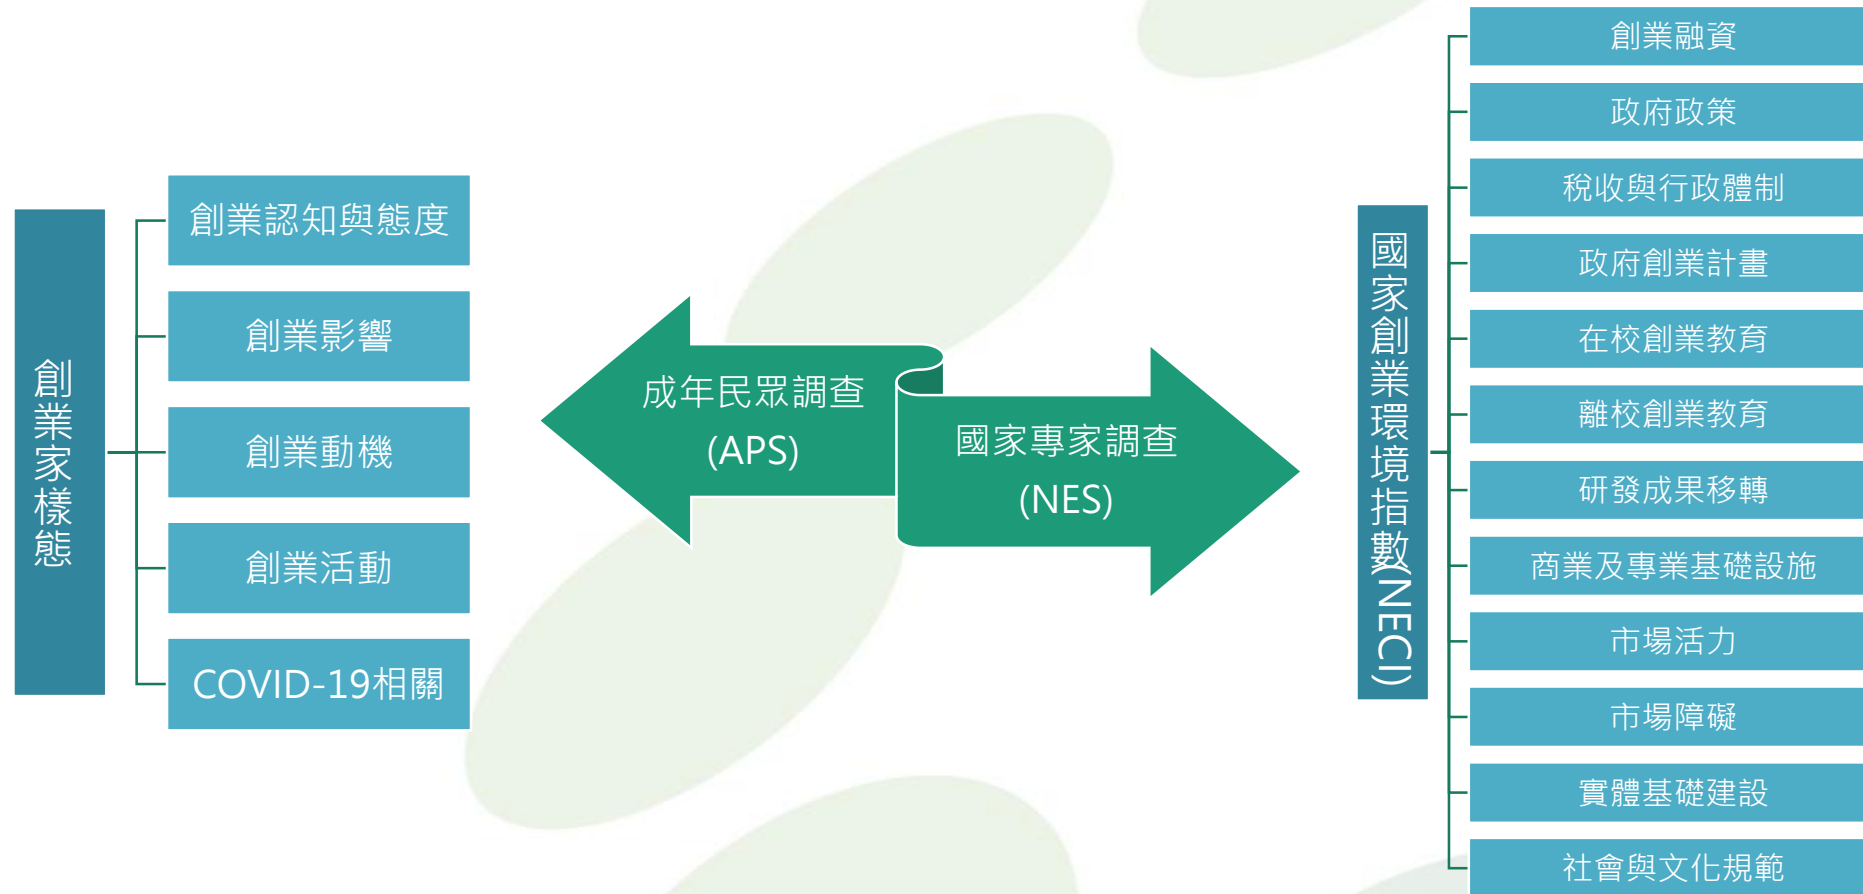 創業家樣態
創業認知與態度
創業影響
創業動機
創業活動
COVID-19相關
成年民眾調查
(APS)
國家專家調查
(NES)
國家創業環境指數(NECI)
創業融資
政府政策
稅收與行政體制
政府創業計畫
在校創業教育
離校創業教育
研發成果移轉
商業及專業基礎設施
市場活力
市場障礙
實體基礎建設
社會與文化規範